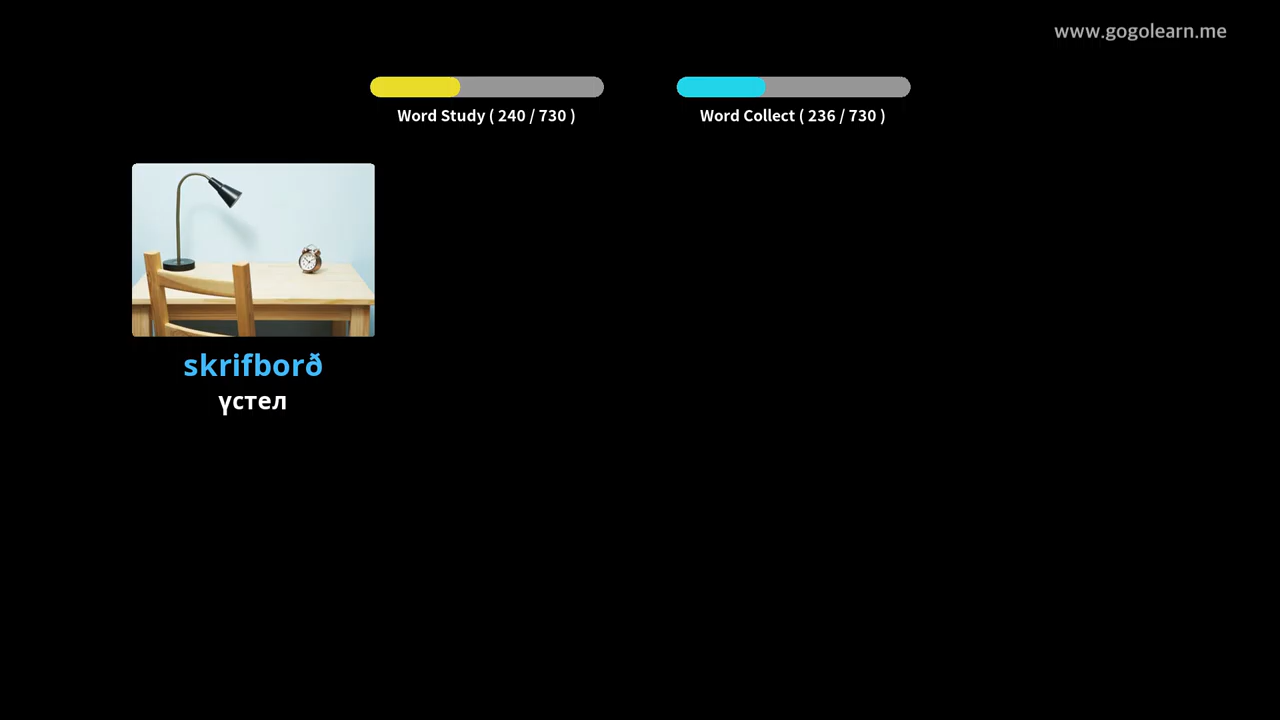 www.gogolearn.me
Word Study ( 240 / 730 )
Word Collect ( 236 / 730 )
skrifborð
үстел